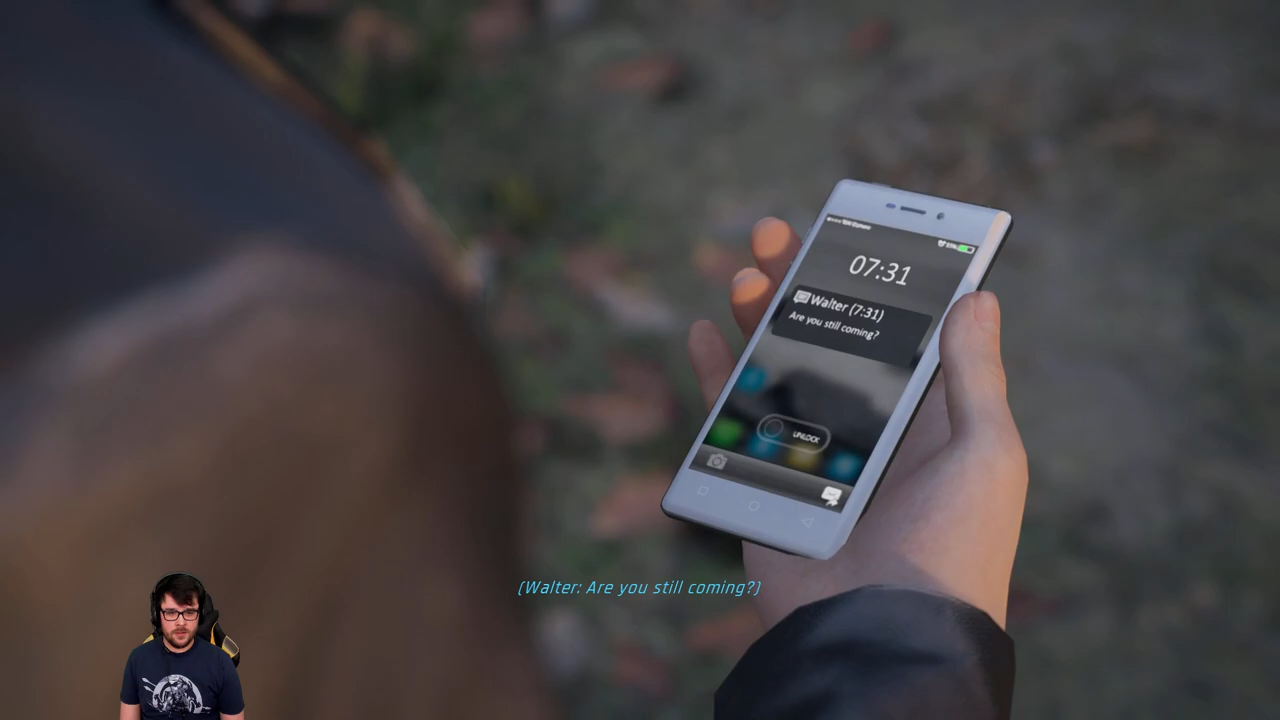 07:31
Walter (7:31)
Are you still coming?
UNLOCK
(Walter: Are you still coming?)